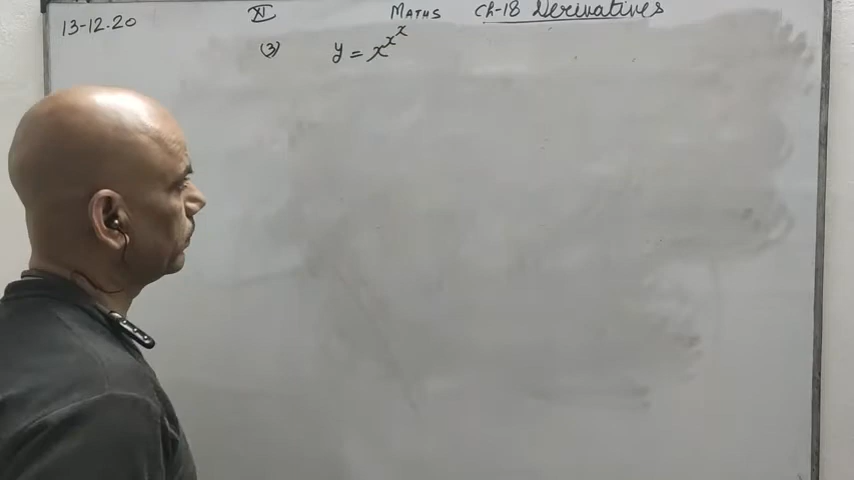 13-12-20 XI MATHS Ch-18 Derivatives
(3) y = x^x^x